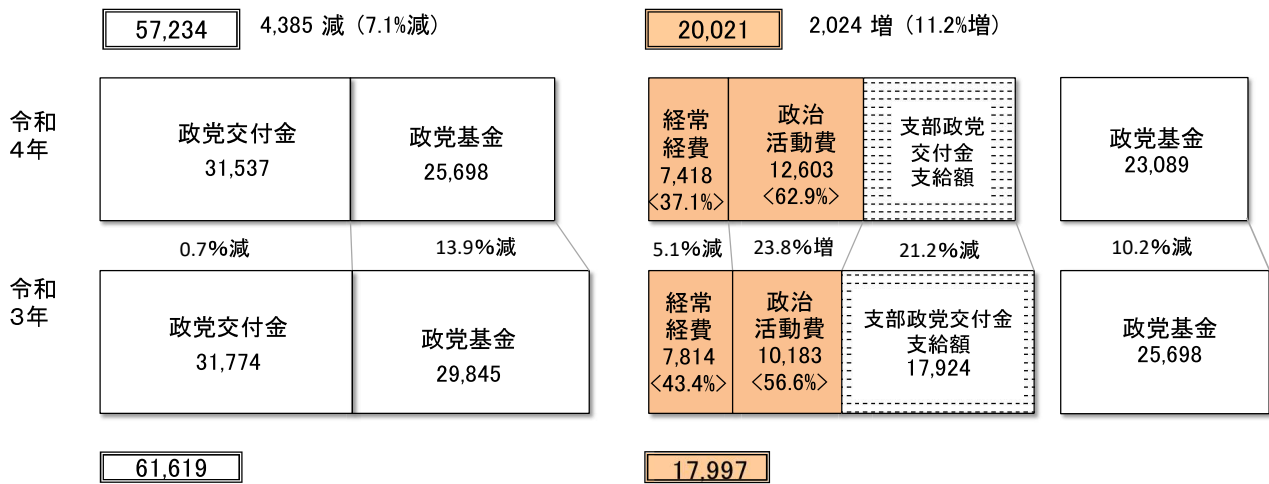 57,234
4,385 減（7.1%減）
20,021
2,024 増（11.2%増）
令和
4年
政党交付金
31,537
政党基金
25,698
経常
経費
7,418
<37.1%>
政治
活動費
12,603
<62.9%>
支部政党
交付金
支給額
政党基金
23,089
0.7%減
13.9%減
5.1%減
23.8%増
21.2%減
10.2%減
令和
3年
政党交付金
31,774
政党基金
29,845
経常
経費
7,814
<43.4%>
政治
活動費
10,183
<56.6%>
支部政党交付金
支給額
17,924
政党基金
25,698
61,619
17,997